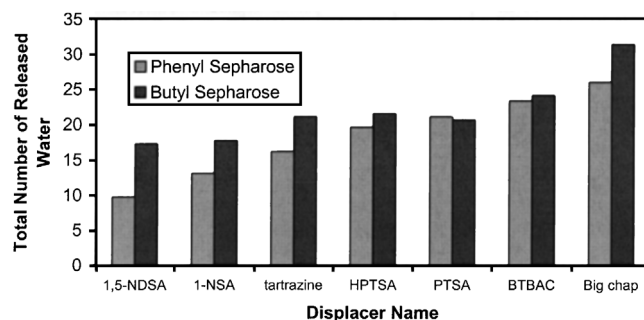 Total Number of Released
Water
35
30
25
20
15
10
5
0
Phenyl Sepharose
Butyl Sepharose
1,5-NDSA
1-NSA
tartrazine
HPTSA
PTSA
BTBAC
Big chap
Displacer Name